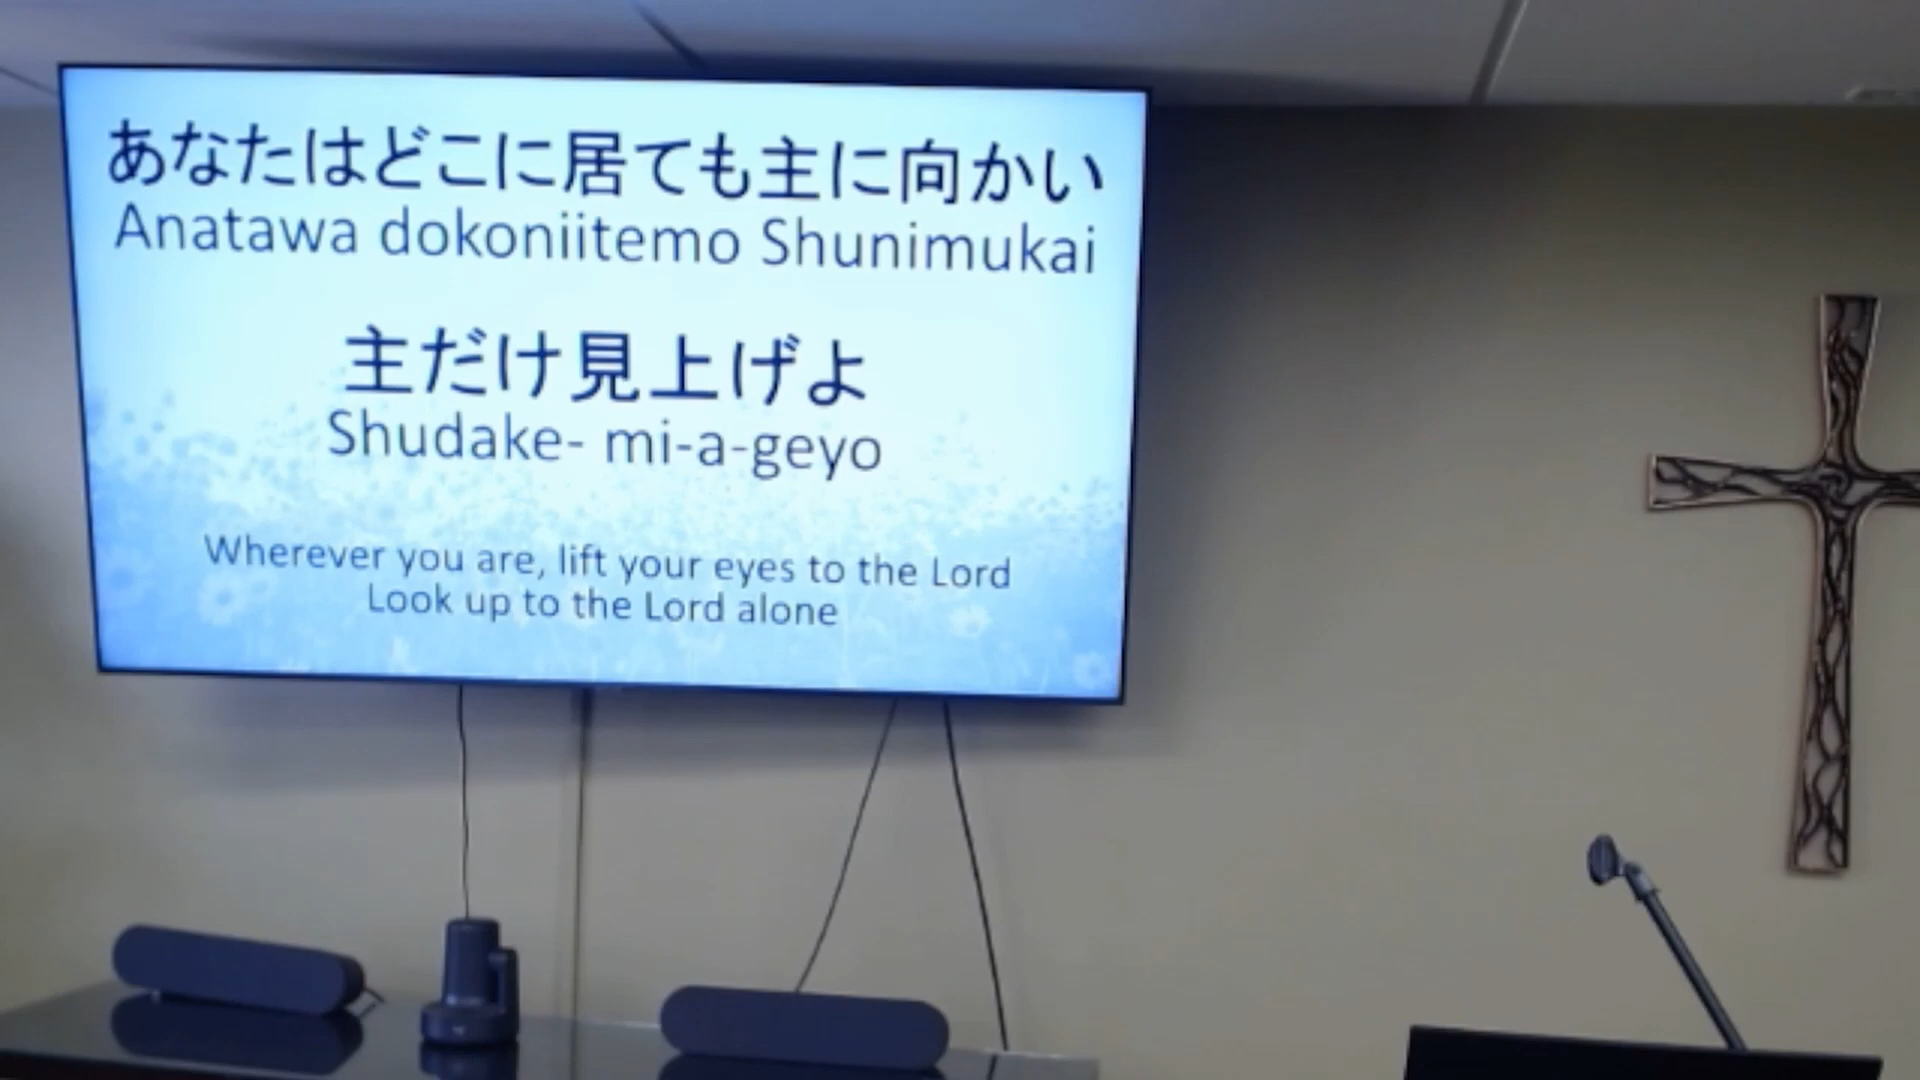 あなたはどこに居ても主に向かい
Anatawa dokoniitemo Shunimukai
主だけ見上げよ
Shudake- mi-a-geyo
Wherever you are, lift your eyes to the Lord
Look up to the Lord alone